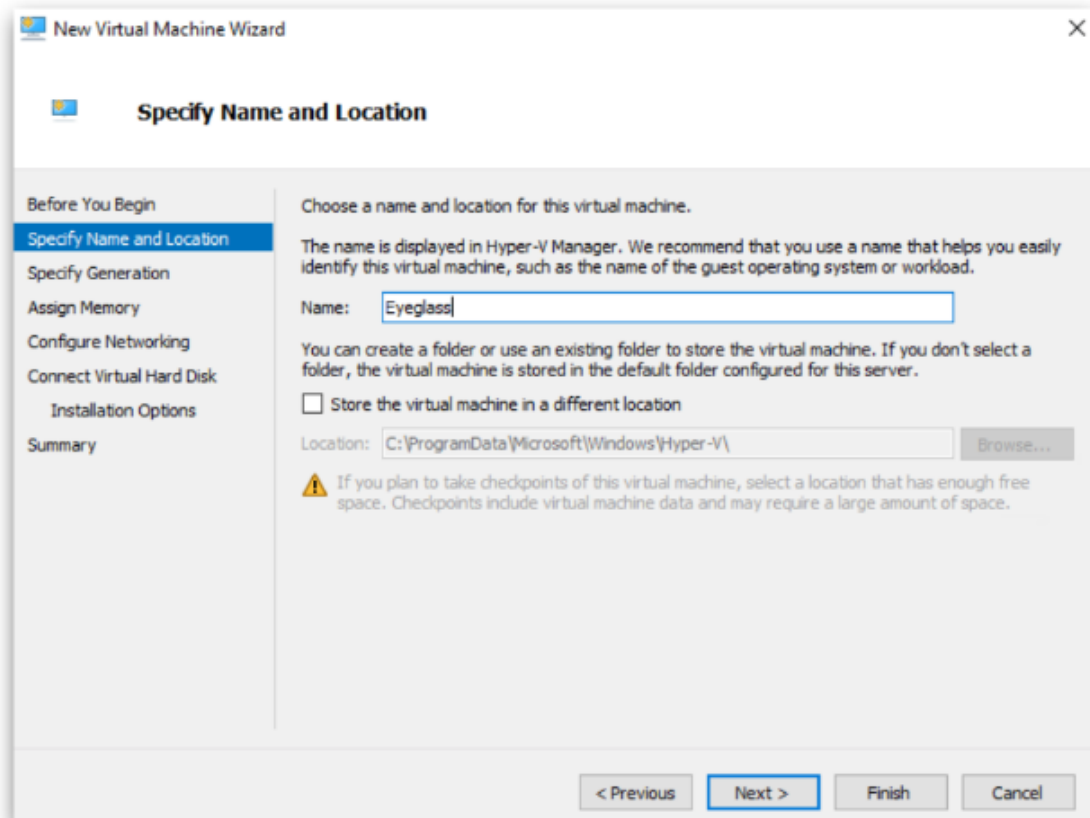 New Virtual Machine Wizard
Specify Name and Location
Before You Begin
Specify Name and Location
Specify Generation
Assign Memory
Configure Networking
Connect Virtual Hard Disk
Installation Options
Summary
Choose a name and location for this virtual machine.
The name is displayed in Hyper-V Manager. We recommend that you use a name that helps you easily
identify this virtual machine, such as the name of the guest operating system or workload.
Name: Eyeglass
You can create a folder or use an existing folder to store the virtual machine. If you don't select a
folder, the virtual machine is stored in the default folder configured for this server.
Store the virtual machine in a different location
Location: C:\ProgramData\Microsoft\Windows\Hyper-V\ Browse...
If you plan to take checkpoints of this virtual machine, select a location that has enough free
space. Checkpoints include virtual machine data and may require a large amount of space.
< Previous Next > Finish Cancel